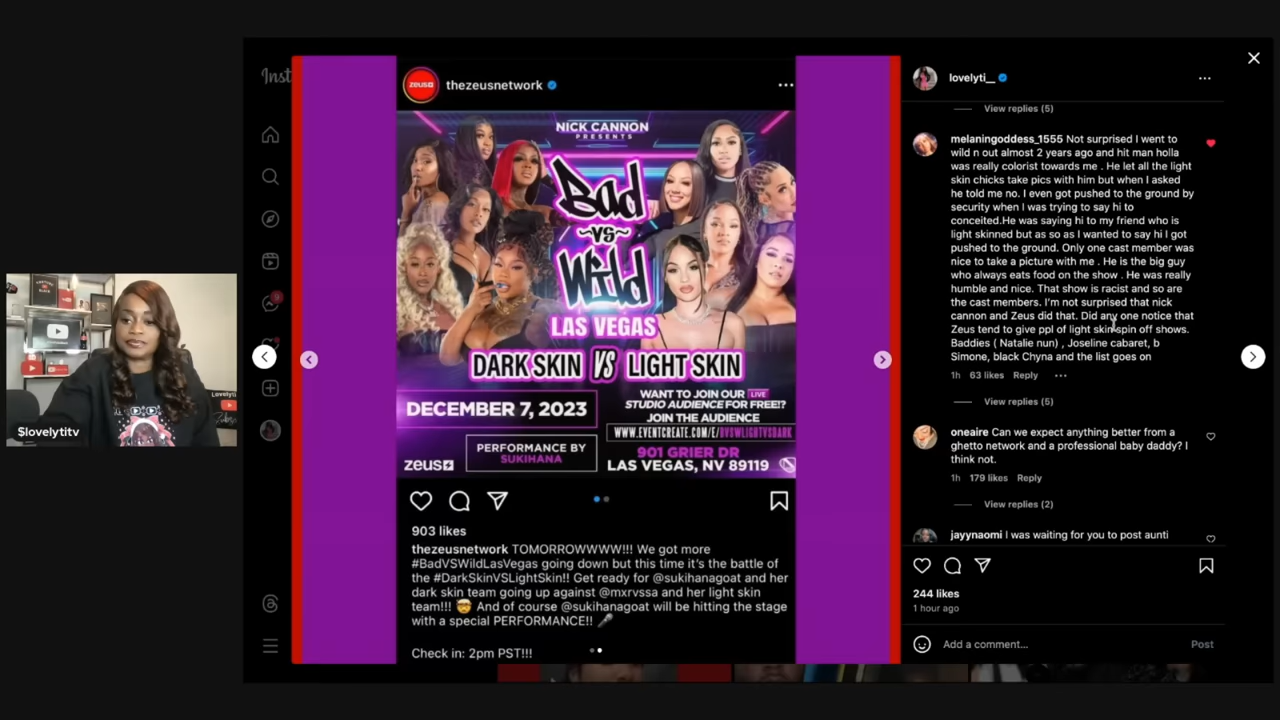 $lovelytitv
Lovelyti
Inst
9
zeus
thezeusnetwork
NICK CANNON
PRESENTS
Bad
~VS~
Wild
LAS VEGAS
DARK SKIN VS LIGHT SKIN
DECEMBER 7, 2023
PERFORMANCE BY
SUKIHANA
zeus
WANT TO JOIN OUR LIVE
STUDIO AUDIENCE FOR FREE!?
JOIN THE AUDIENCE
WWW.EVENTCREATE.COM/E/BVSWLIGHTVSDARK
901 GRIER DR
LAS VEGAS, NV 89119
903 likes
thezeusnetwork TOMORROWWWW!!! We got more
#BadVSWildLasVegas going down but this time it's the battle of
the #DarkSkinVSLightSkin!! Get ready for @sukihanagoat and her
dark skin team going up against @mxrvssa and her light skin
team!!! 🤯 And of course @sukihanagoat will be hitting the stage
with a special PERFORMANCE!! 🎤
Check in: 2pm PST!!!
lovelyti__
View replies (5)
melaningoddess_1555 Not surprised I went to
wild n out almost 2 years ago and hit man holla
was really colorist towards me . He let all the light
skin chicks take pics with him but when I asked
he told me no. I even got pushed to the ground by
security when I was trying to say hi to
conceited.He was saying hi to my friend who is
light skinned but as so as I wanted to say hi I got
pushed to the ground. Only one cast member was
nice to take a picture with me . He is the big guy
who always eats food on the show . He was really
humble and nice. That show is racist and so are
the cast members. I'm not surprised that nick
cannon and Zeus did that. Did any one notice that
Zeus tend to give ppl of light skin spin off shows.
Baddies ( Natalie nun) , Joseline cabaret, b
Simone, black Chyna and the list goes on
1h 63 likes Reply
View replies (5)
oneaire Can we expect anything better from a
ghetto network and a professional baby daddy? I
think not.
1h 179 likes Reply
View replies (2)
jayynaomi I was waiting for you to post aunti
244 likes
1 hour ago
Add a comment...
Post